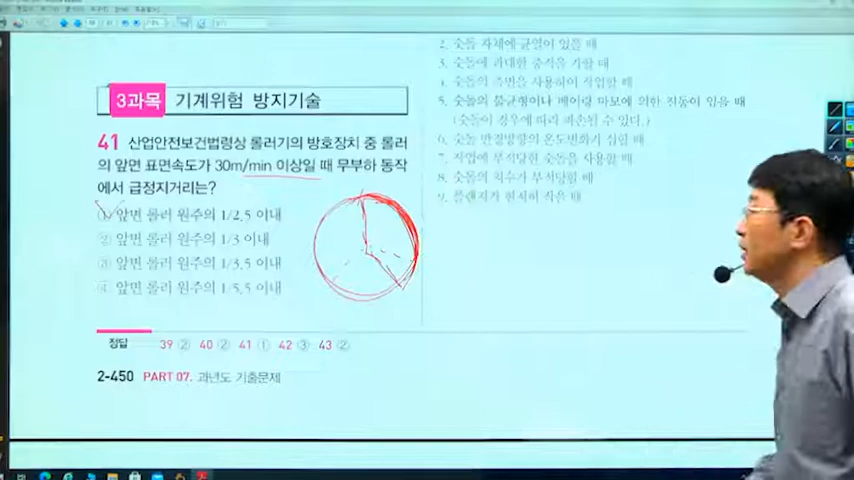 3과목 기계위험 방지기술
41 산업안전보건법령상 롤러기의 방호장치 중 롤러
의 앞면 표면속도가 30m/min 이상일 때 무부하 동작
에서 급정지거리는?
① 앞면 롤러 원주의 1/2.5 이내
② 앞면 롤러 원주의 1/3 이내
③ 앞면 롤러 원주의 1/3.5 이내
④ 앞면 롤러 원주의 1/5.5 이내
정답 39 ② 40 ② 41 ① 42 ③ 43 ②
2-450 PART 07. 과년도 기출문제
2. 숫돌 자체에 균열이 있을 때
3. 숫돌에 과대한 충격을 가할 때
4. 숫돌의 측면을 사용하여 작업할 때
5. 숫돌의 불균형이나 베어링 마모에 의한 진동이 있을 때
(숫돌이 경우에 따라 파손될 수 있다.)
6. 숫돌 반경방향의 온도변화가 심할 때
7. 작업에 부적당한 숫돌을 사용할 때
8. 숫돌의 치수가 부적당할 때
9. 플랜지가 현저히 작을 때